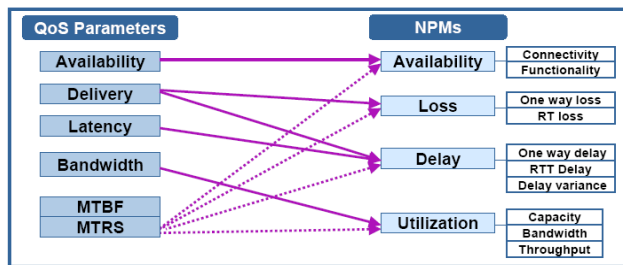 QoS Parameters
NPMs
Availability
Delivery
Latency
Bandwidth
MTBF
MTRS
Availability
Connectivity
Functionality
Loss
One way loss
RT loss
Delay
One way delay
RTT Delay
Delay variance
Utilization
Capacity
Bandwidth
Throughput